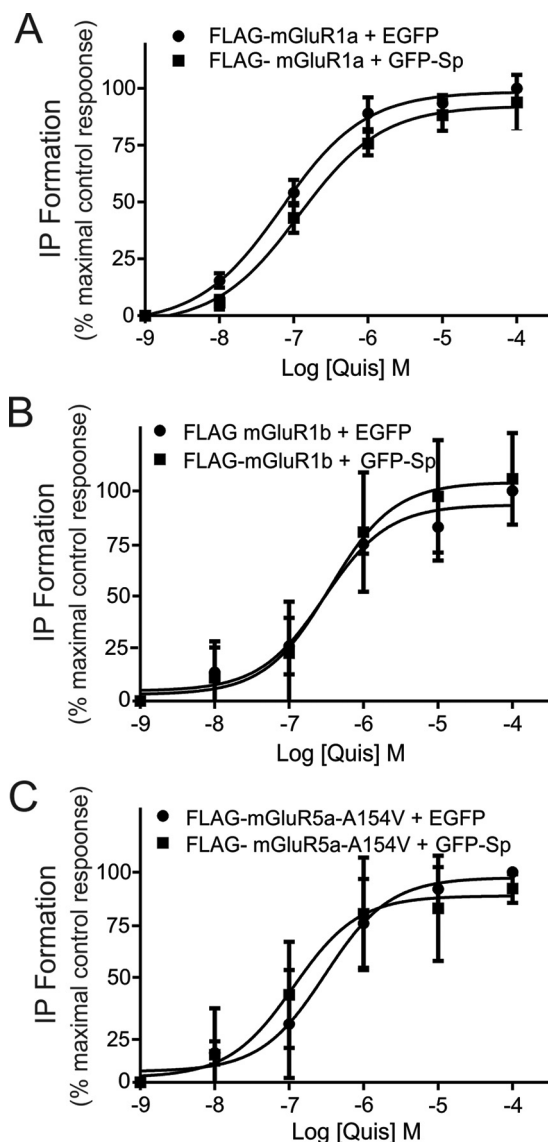 A
FLAG-mGluR1a + EGFP
FLAG- mGluR1a + GFP-Sp
IP Formation
(% maximal control respoonse)
100
75
50
25
0
-9 -8 -7 -6 -5 -4
Log [Quis] M
B
FLAG mGluR1b + EGFP
FLAG-mGluR1b + GFP-Sp
IP Formation
(% maximal control respoonse)
100
75
50
25
0
-9 -8 -7 -6 -5 -4
Log [Quis] M
C
FLAG-mGluR5a-A154V + EGFP
FLAG- mGluR5a-A154V + GFP-Sp
IP Formation
(% maximal control respoonse)
100
75
50
25
0
-9 -8 -7 -6 -5 -4
Log [Quis] M